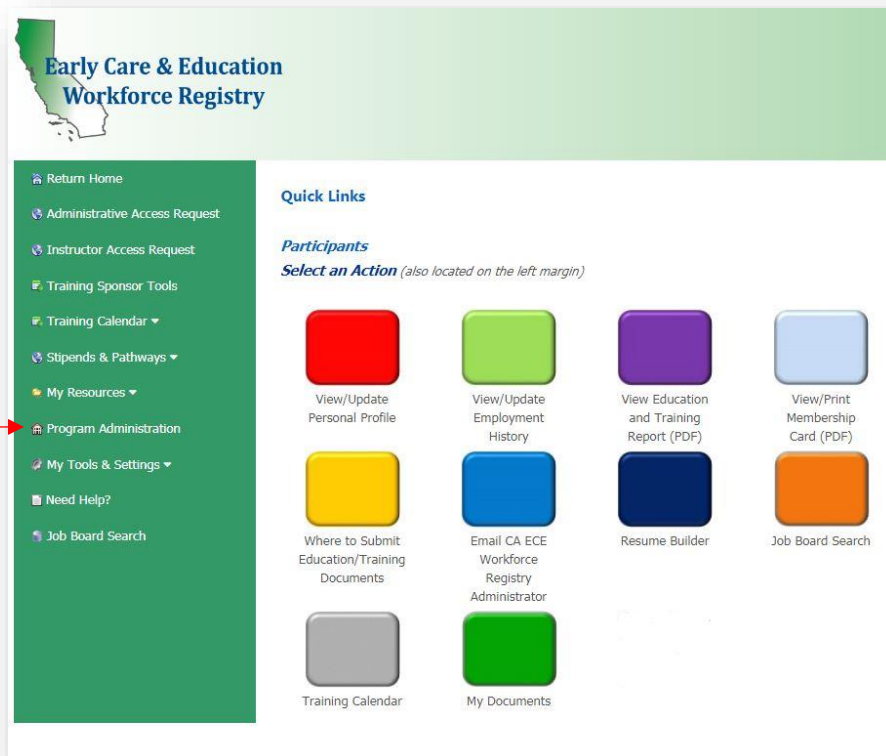 Early Care & Education
Workforce Registry
Return Home
Administrative Access Request
Instructor Access Request
Training Sponsor Tools
Training Calendar
Stipends & Pathways
My Resources
Program Administration
My Tools & Settings
Need Help?
Job Board Search
Quick Links
Participants
Select an Action (also located on the left margin)
View/Update
Personal Profile
View/Update
Employment
History
View Education
and Training
Report (PDF)
View/Print
Membership
Card (PDF)
Where to Submit
Education/Training
Documents
Email CA ECE
Workforce
Registry
Administrator
Resume Builder
Job Board Search
Training Calendar
My Documents